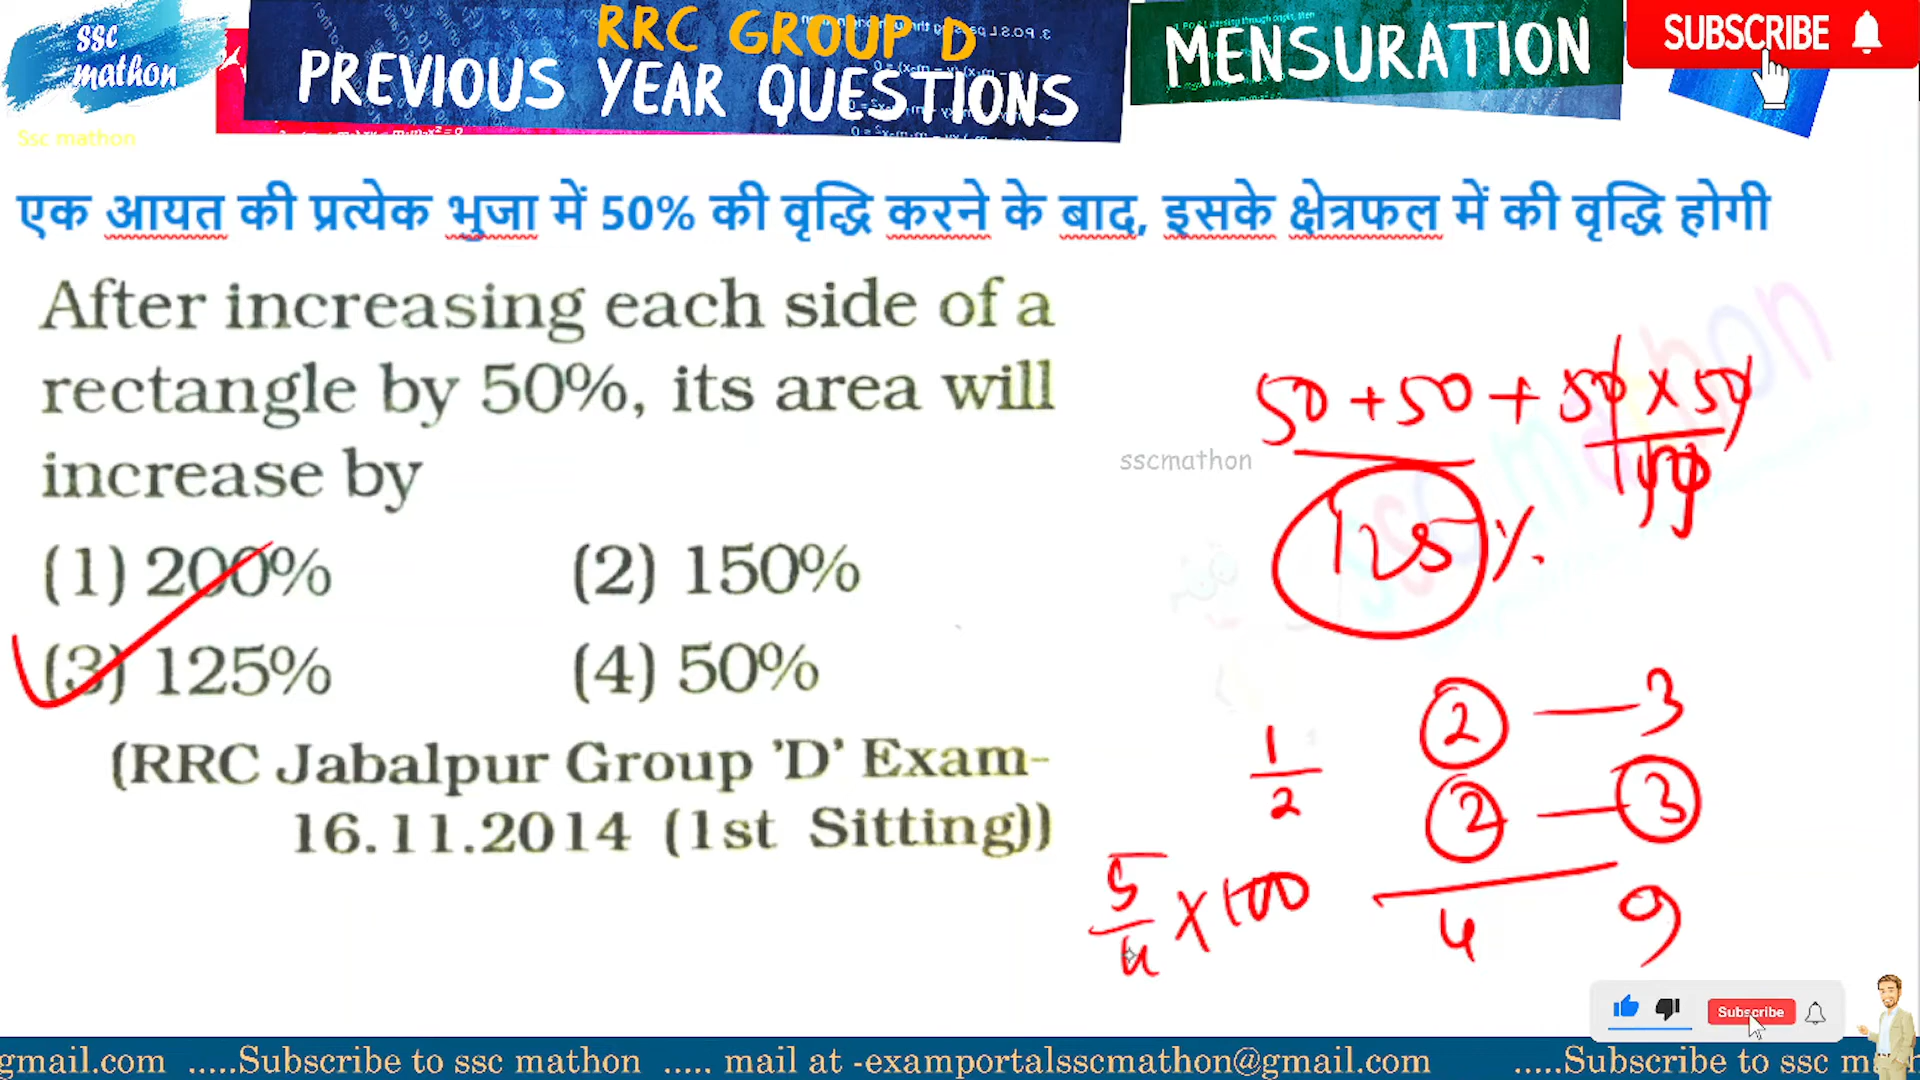 ssc
mathon
Ssc mathon
RRC GROUP D
PREVIOUS YEAR QUESTIONS
MENSURATION
SUBSCRIBE
एक आयत की प्रत्येक भुजा में 50% की वृद्धि करने के बाद, इसके क्षेत्रफल में की वृद्धि होगी
After increasing each side of a
rectangle by 50%, its area will
increase by
(1) 200% (2) 150%
(3) 125% (4) 50%
(RRC Jabalpur Group 'D' Exam-
16.11.2014 (1st Sitting))
sscmathon
ssc mathon
50 + 50 + 50 x 50
100
125 %
1
2
2 — 3
2 — 3
4 9
5
4 x 100
Subscribe
gmail.com .....Subscribe to ssc mathon ..... mail at -examportalsscmathon@gmail.com .....Subscribe to ssc m